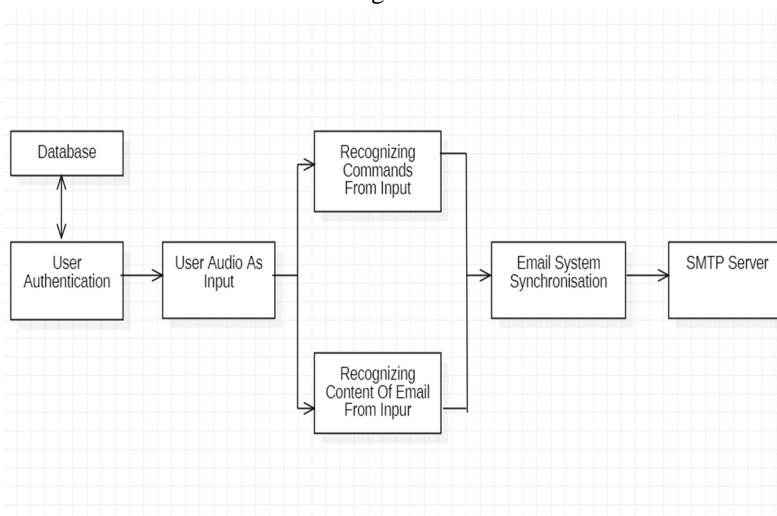 Database
User
Authentication
User Audio As
Input
Recognizing
Commands
From Input
Recognizing
Content Of Email
From Inpur
Email System
Synchronisation
SMTP Server